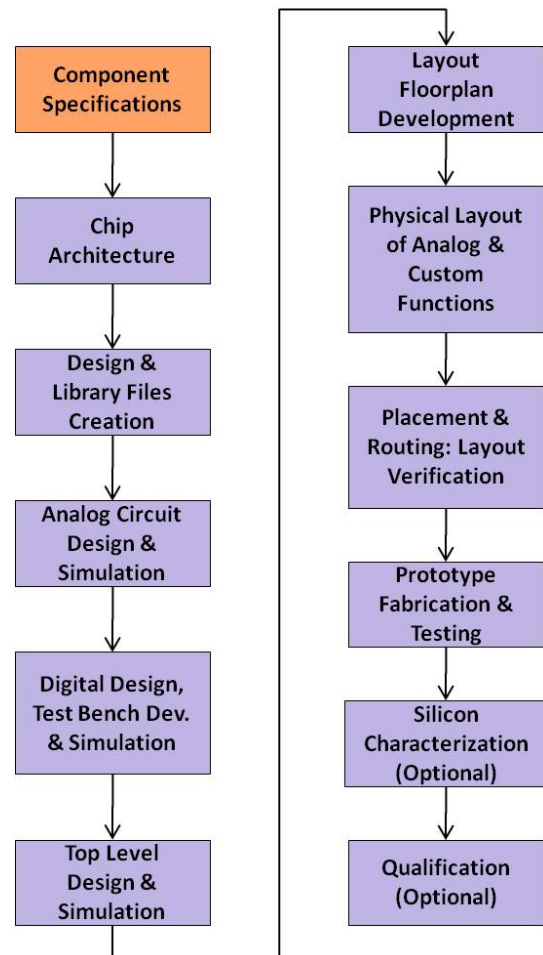 Component
Specifications
Chip
Architecture
Design &
Library Files
Creation
Analog Circuit
Design &
Simulation
Digital Design,
Test Bench Dev.
& Simulation
Top Level
Design &
Simulation
Layout
Floorplan
Development
Physical Layout
of Analog &
Custom
Functions
Placement &
Routing: Layout
Verification
Prototype
Fabrication &
Testing
Silicon
Characterization
(Optional)
Qualification
(Optional)